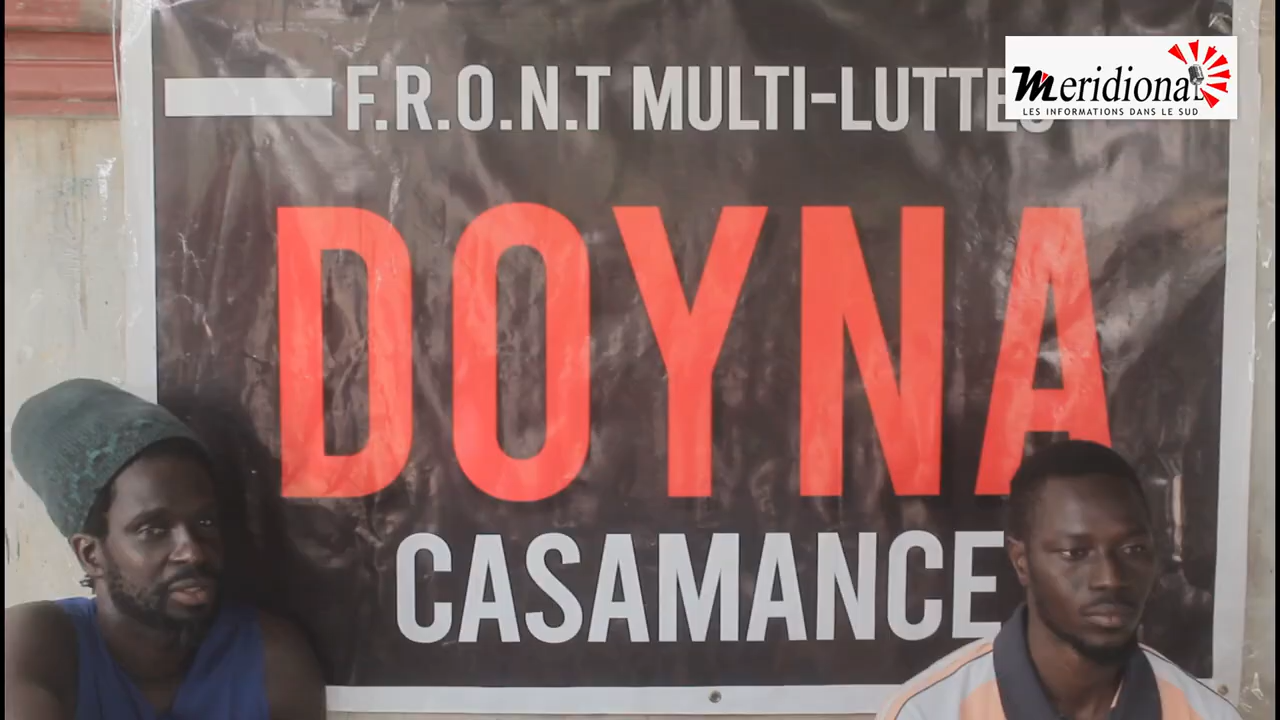 F.R.O.N.T MULTI-LUTTES
DOYNA
CASAMANCE
Meridional
LES INFORMATIONS DANS LE SUD